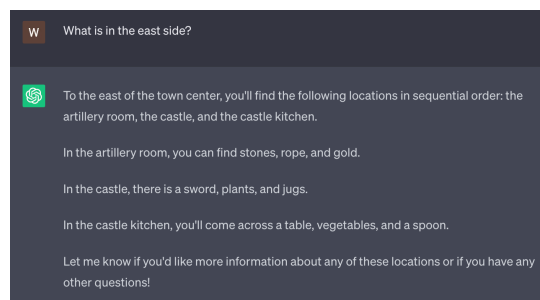 W
What is in the east side?
To the east of the town center, you'll find the following locations in sequential order: the
artillery room, the castle, and the castle kitchen.
In the artillery room, you can find stones, rope, and gold.
In the castle, there is a sword, plants, and jugs.
In the castle kitchen, you'll come across a table, vegetables, and a spoon.
Let me know if you'd like more information about any of these locations or if you have any
other questions!